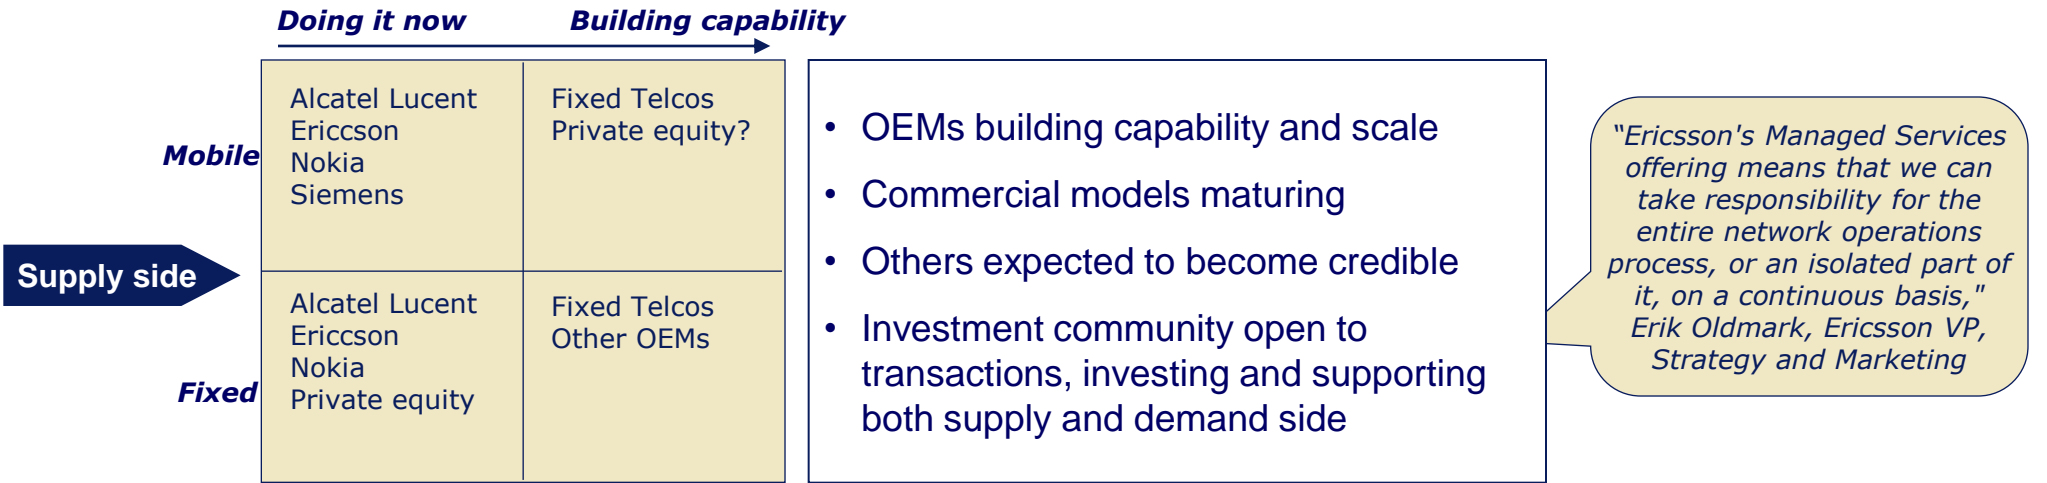 Doing it now
Building capability
Mobile
Alcatel Lucent
Ericcson
Nokia
Siemens
Fixed Telcos
Private equity?
Supply side
Fixed
Alcatel Lucent
Ericcson
Nokia
Private equity
Fixed Telcos
Other OEMs
• OEMs building capability and scale
• Commercial models maturing
• Others expected to become credible
• Investment community open to
transactions, investing and supporting
both supply and demand side
“Ericsson's Managed Services
offering means that we can
take responsibility for the
entire network operations
process, or an isolated part of
it, on a continuous basis,"
Erik Oldmark, Ericsson VP,
Strategy and Marketing